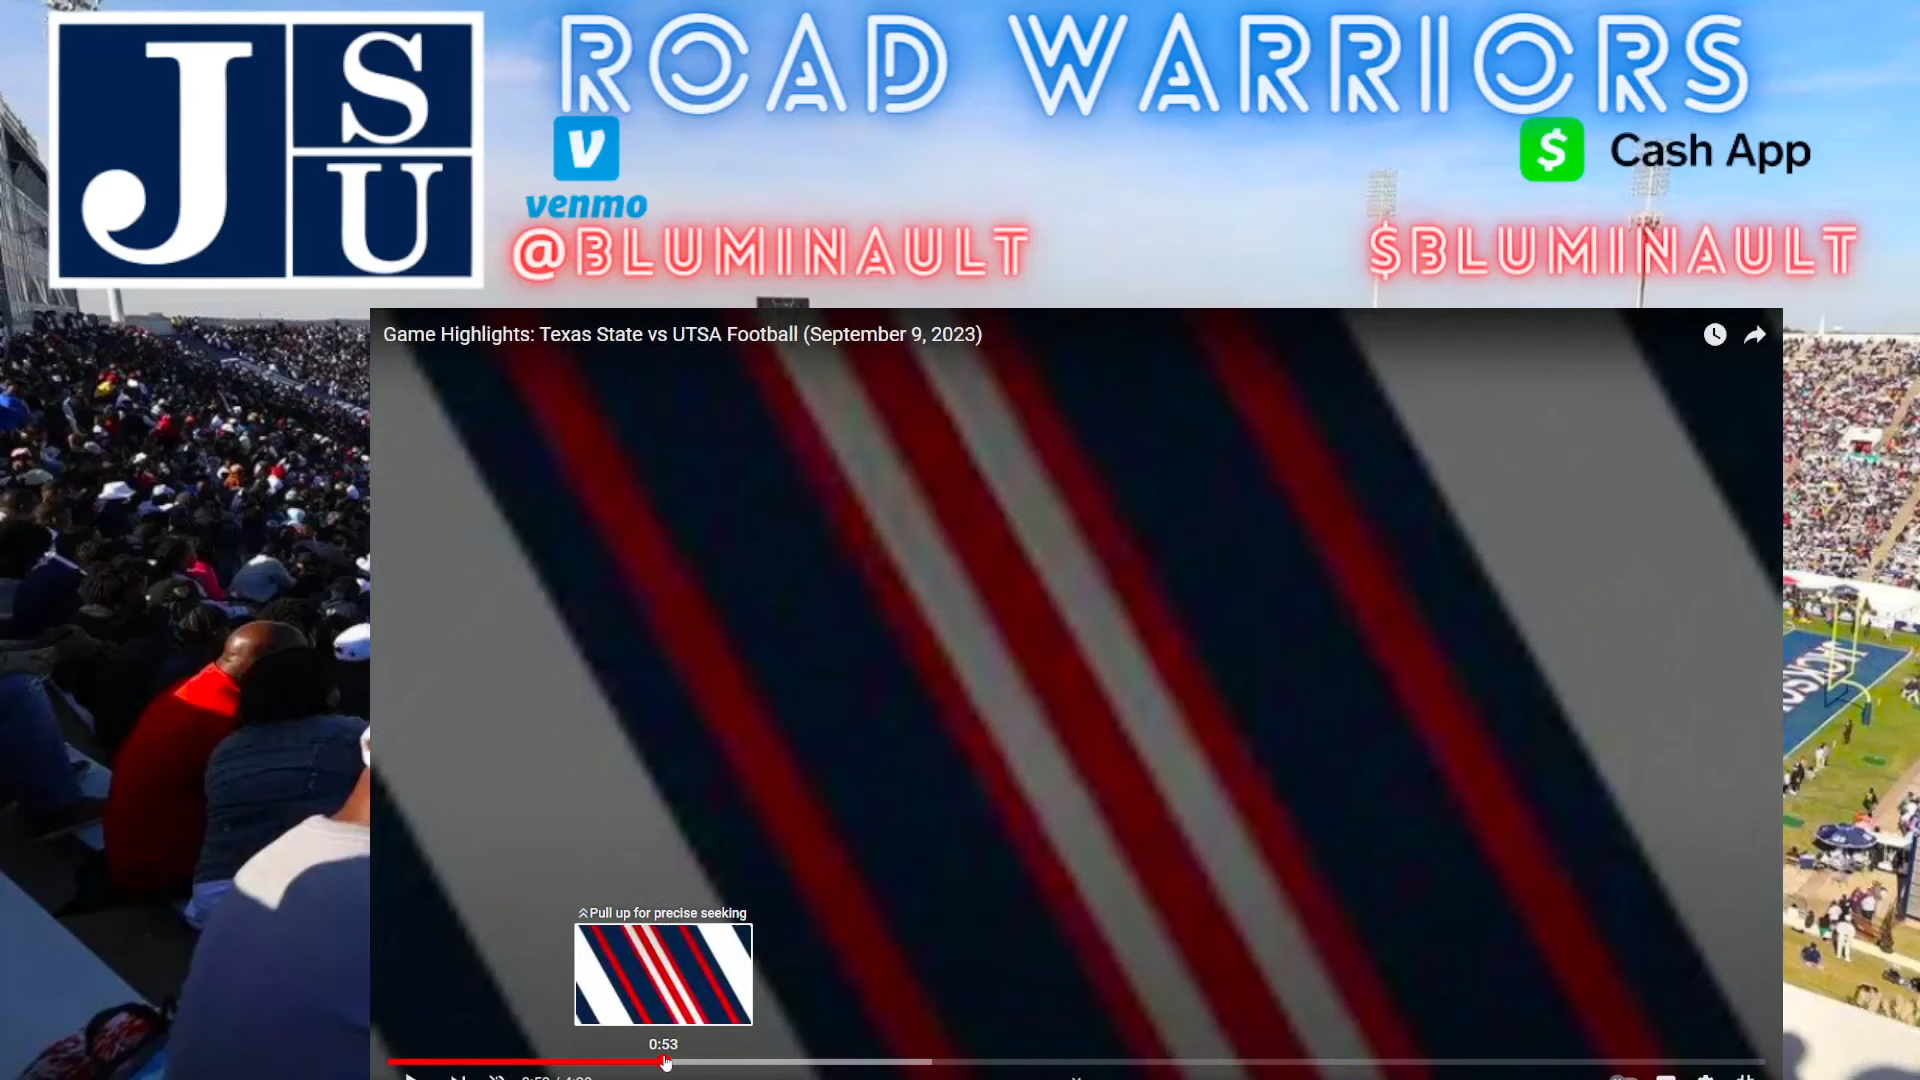 JSU
ROAD WARRIORS
venmo
Cash App
@BLUMINAULT
$BLUMINAULT
Game Highlights: Texas State vs UTSA Football (September 9, 2023)
Pull up for precise seeking
0:53